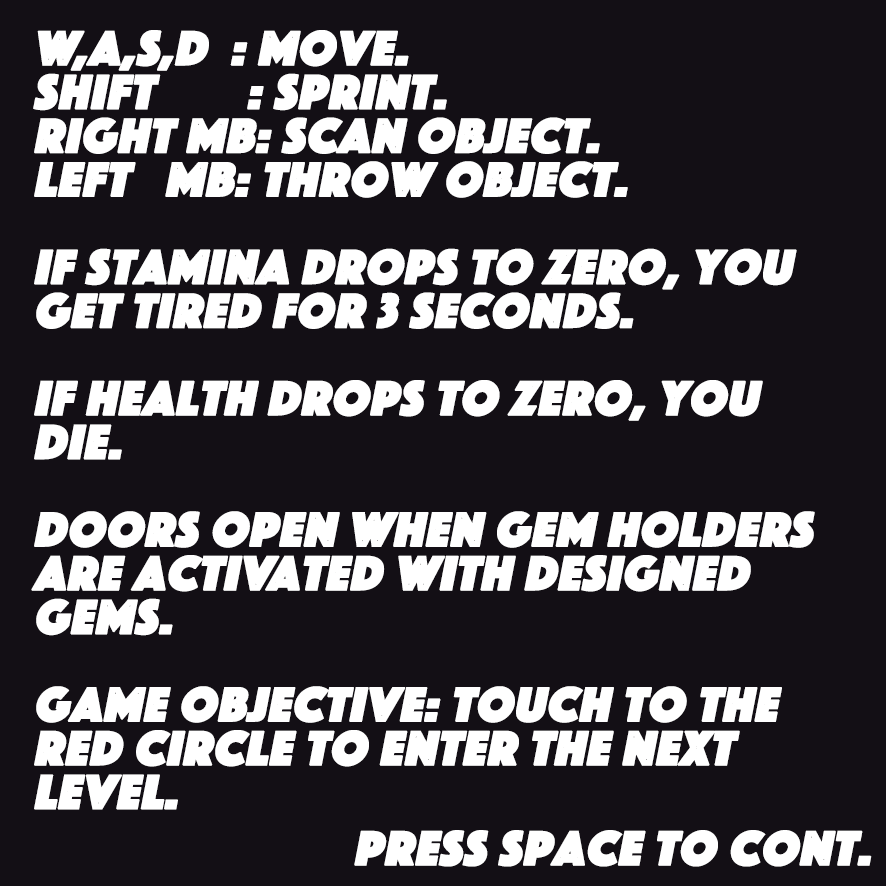 W,A,S,D : MOVE.
SHIFT : SPRINT.
RIGHT MB: SCAN OBJECT.
LEFT MB: THROW OBJECT.
IF STAMINA DROPS TO ZERO, YOU
GET TIRED FOR 3 SECONDS.
IF HEALTH DROPS TO ZERO, YOU
DIE.
DOORS OPEN WHEN GEM HOLDERS
ARE ACTIVATED WITH DESIGNED
GEMS.
GAME OBJECTIVE: TOUCH TO THE
RED CIRCLE TO ENTER THE NEXT
LEVEL.
PRESS SPACE TO CONT.